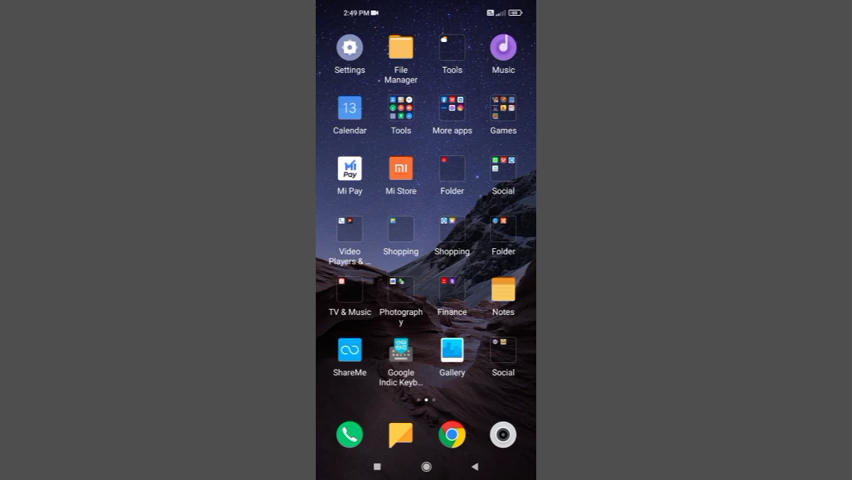 2:49 PM
Settings
File
Manager
Tools
Music
13
Calendar
Tools
More apps
Games
Mi
Pay
Mi Pay
Mi Store
Folder
Social
Video
Players & ...
Shopping
Shopping
Folder
TV & Music
Photograph
y
Finance
Notes
ShareMe
Google
Indic Keyb...
Gallery
Social